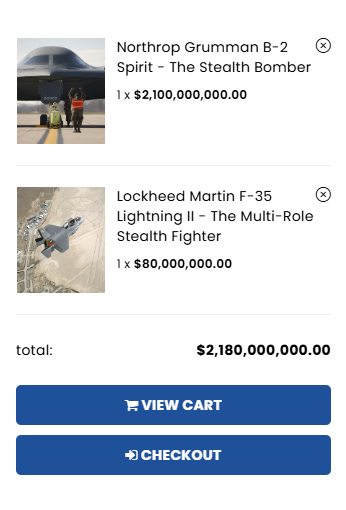 Northrop Grumman B-2
Spirit - The Stealth Bomber
1 x $2,100,000,000.00
Lockheed Martin F-35
Lightning II - The Multi-Role
Stealth Fighter
1 x $80,000,000.00
total: $2,180,000,000.00
VIEW CART
CHECKOUT